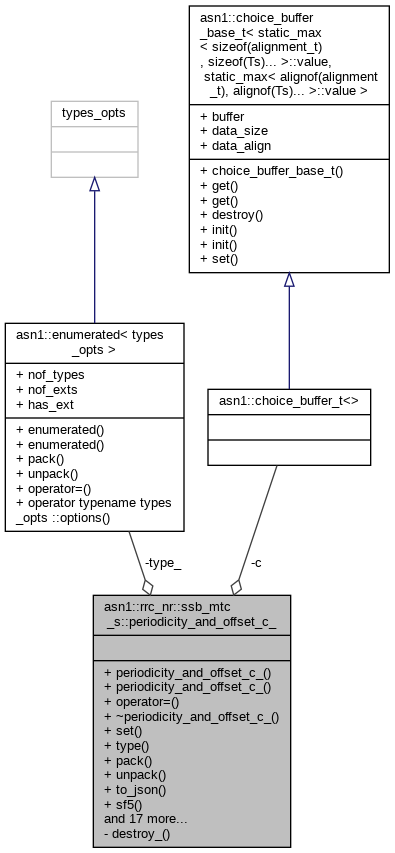 asn1::choice_buffer
_base_t< static_max
< sizeof(alignment_t)
, sizeof(Ts)... >::value,
static_max< alignof(alignment
_t), alignof(Ts)... >::value >
+ buffer
+ data_size
+ data_align
+ choice_buffer_base_t()
+ get()
+ get()
+ destroy()
+ init()
+ init()
+ set()
types_opts
asn1::enumerated< types
_opts >
+ nof_types
+ nof_exts
+ has_ext
+ enumerated()
+ enumerated()
+ pack()
+ unpack()
+ operator=()
+ operator typename types
_opts ::options()
asn1::choice_buffer_t<>
-type_
-c
asn1::rrc_nr::ssb_mtc
_s::periodicity_and_offset_c_
+ periodicity_and_offset_c_()
+ periodicity_and_offset_c_()
+ operator=()
+ ~periodicity_and_offset_c_()
+ set()
+ type()
+ pack()
+ unpack()
+ to_json()
+ sf5()
and 17 more...
- destroy_()